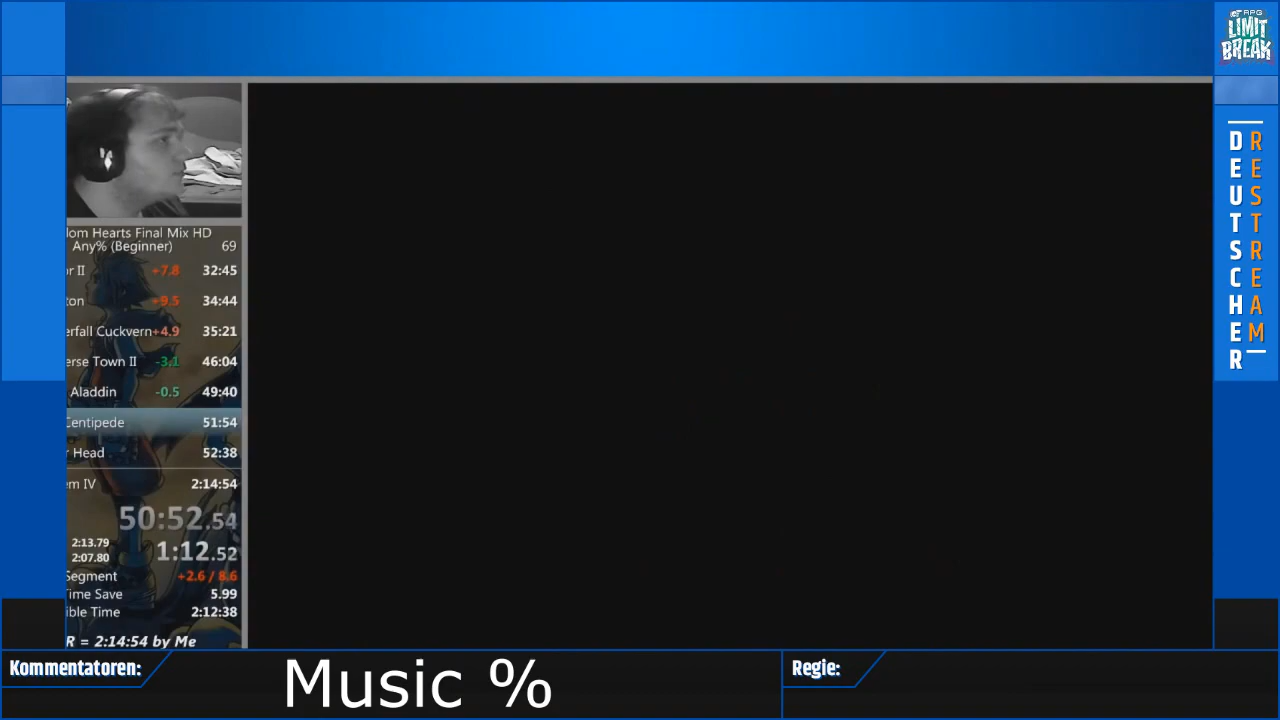 RPG
LIMIT
BREAK
DEUTSCHER
RESTREAM
dom Hearts Final Mix HD
Any% (Beginner) 69
or II +7.8 32:45
ton +9.5 34:44
erfall Cuckvern +4.9 35:21
erse Town II -3.1 46:04
Aladdin -0.5 49:40
Centipede 51:54
r Head 52:38
em IV 2:14:54
50:52.54
2:13.79
2:07.80
1:12.52
Segment +2.6 / 8.6
Time Save 5.99
ible Time 2:12:38
R = 2:14:54 by Me
Kommentatoren:
Music %
Regie: